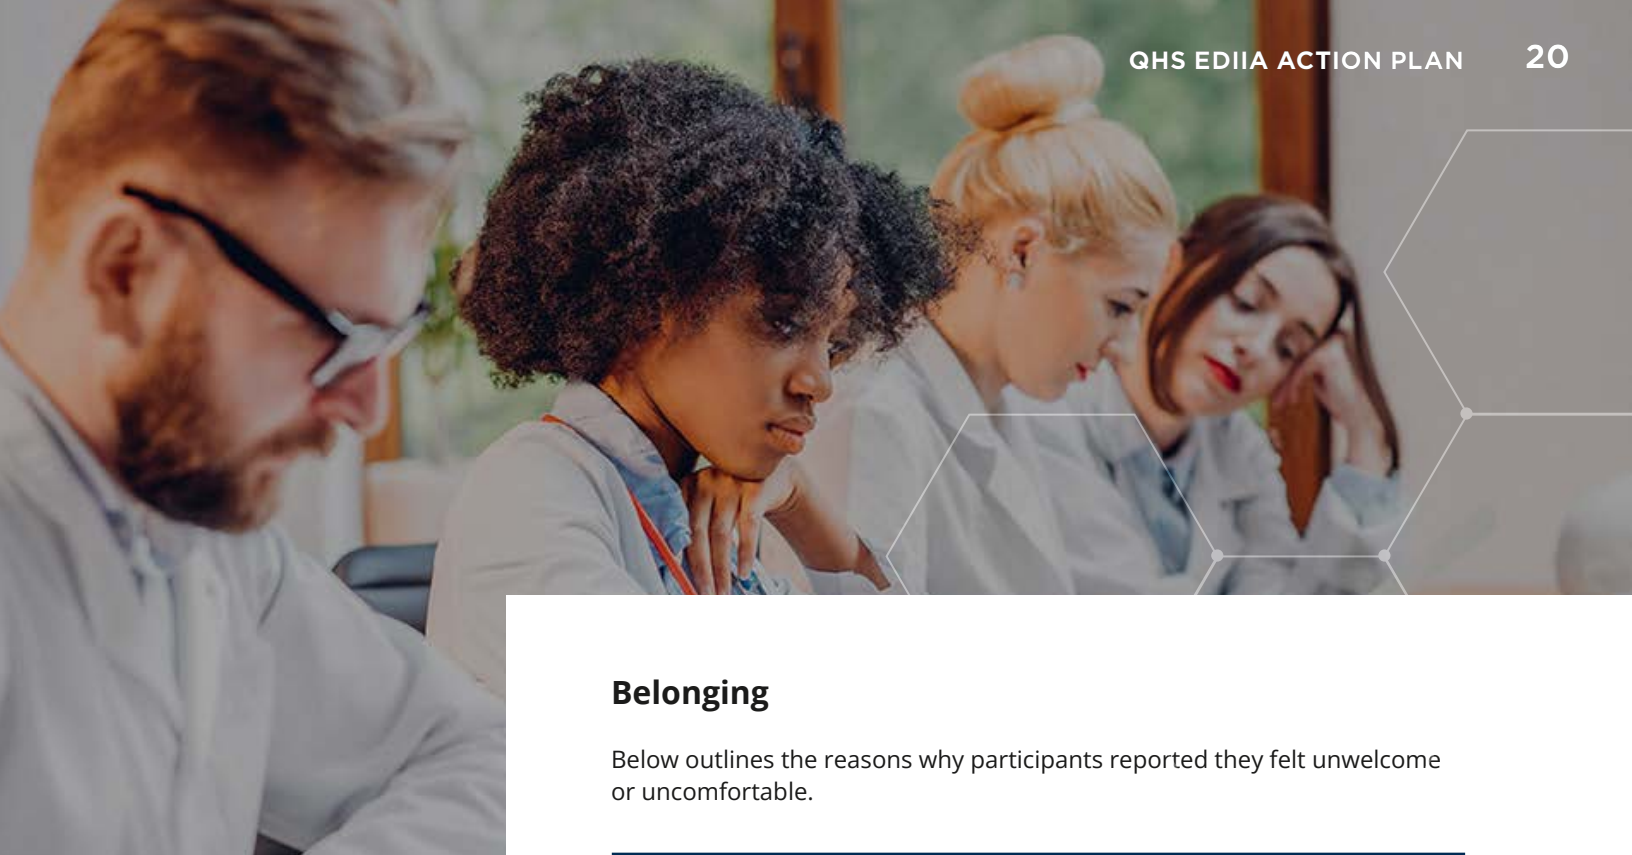 QHS EDIIA ACTION PLAN 20
Belonging
Below outlines the reasons why participants reported they felt unwelcome
or uncomfortable.